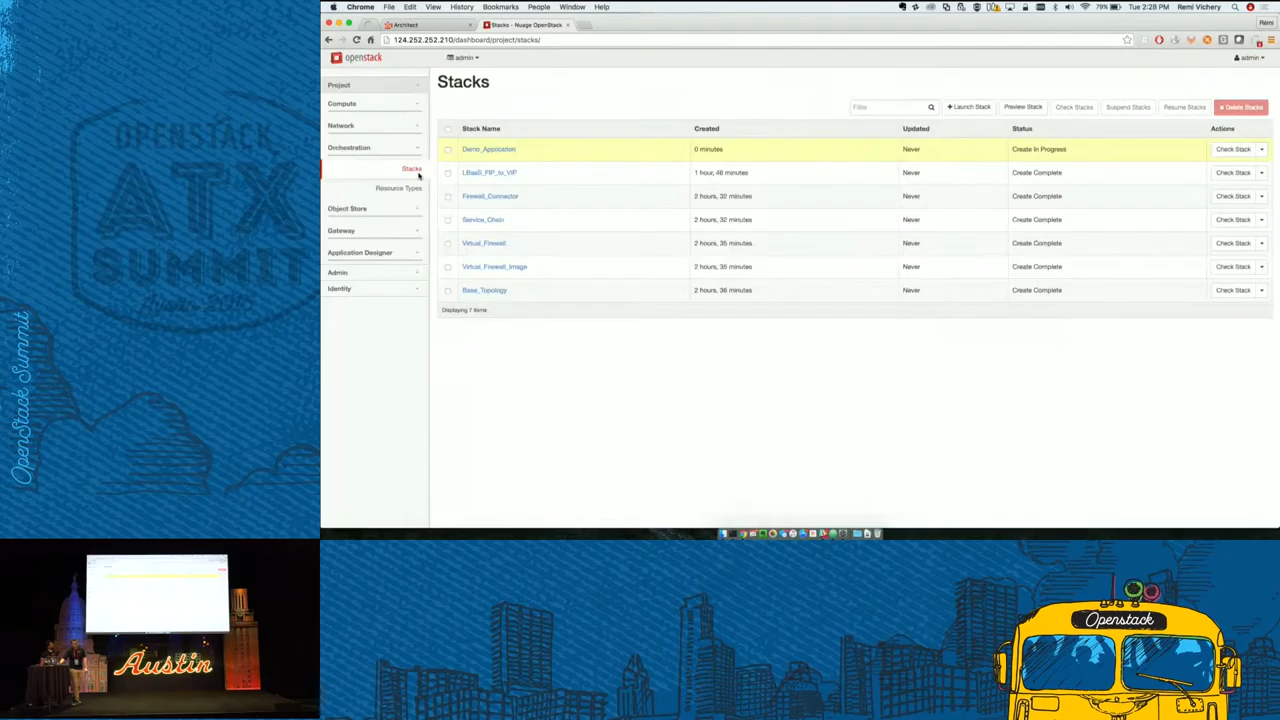 Chrome File Edit View History Bookmarks People Window Help
79% Tue 2:28 PM Remi Vichery
Architect
Stacks - Nuage OpenStack
Rémi
124.252.252.210/dashboard/project/stacks/
openstack
admin
admin
Project
Compute
Network
Orchestration
Stacks
Resource Types
Object Store
Gateway
Application Designer
Admin
Identity
Stacks
Filter
+ Launch Stack
Preview Stack
Check Stacks
Suspend Stacks
Resume Stacks
Delete Stacks
Stack Name Created Updated Status Actions
Demo_Application 0 minutes Never Create In Progress Check Stack
LBaaS_FIP_to_VIP 1 hour, 46 minutes Never Create Complete Check Stack
Firewall_Connector 2 hours, 32 minutes Never Create Complete Check Stack
Service_Chain 2 hours, 32 minutes Never Create Complete Check Stack
Virtual_Firewall 2 hours, 35 minutes Never Create Complete Check Stack
Virtual_Firewall_Image 2 hours, 35 minutes Never Create Complete Check Stack
Base_Topology 2 hours, 36 minutes Never Create Complete Check Stack
Displaying 7 items
OpenStack Summit
Austin
Openstack